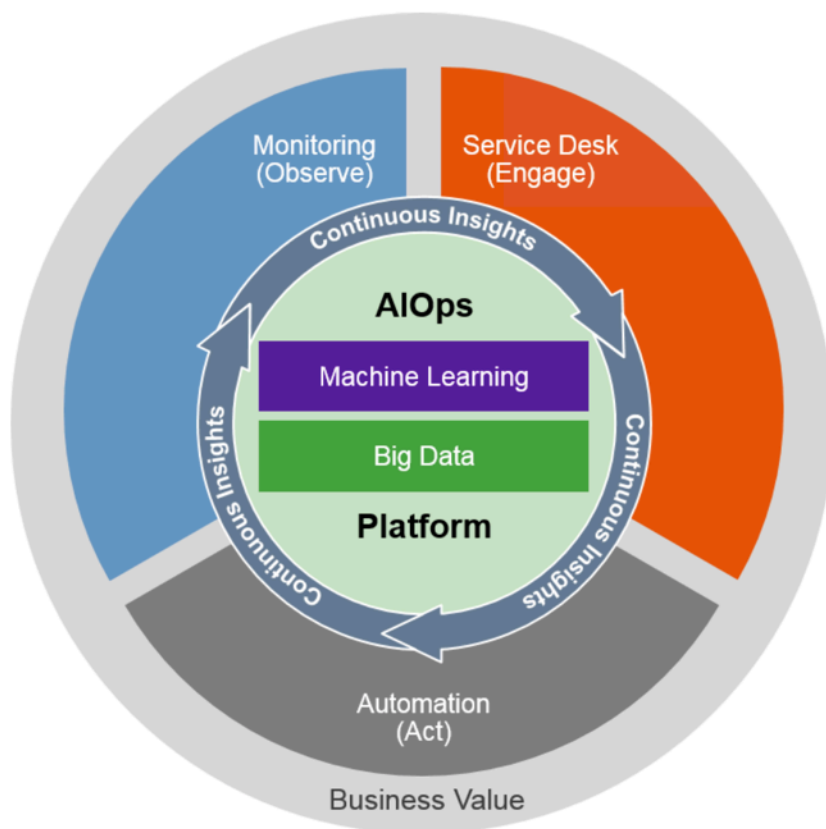 Monitoring
(Observe)
Service Desk
(Engage)
Continuous Insights
AIOps
Machine Learning
Big Data
Platform
Continuous Insights
Continuous Insights
Automation
(Act)
Business Value